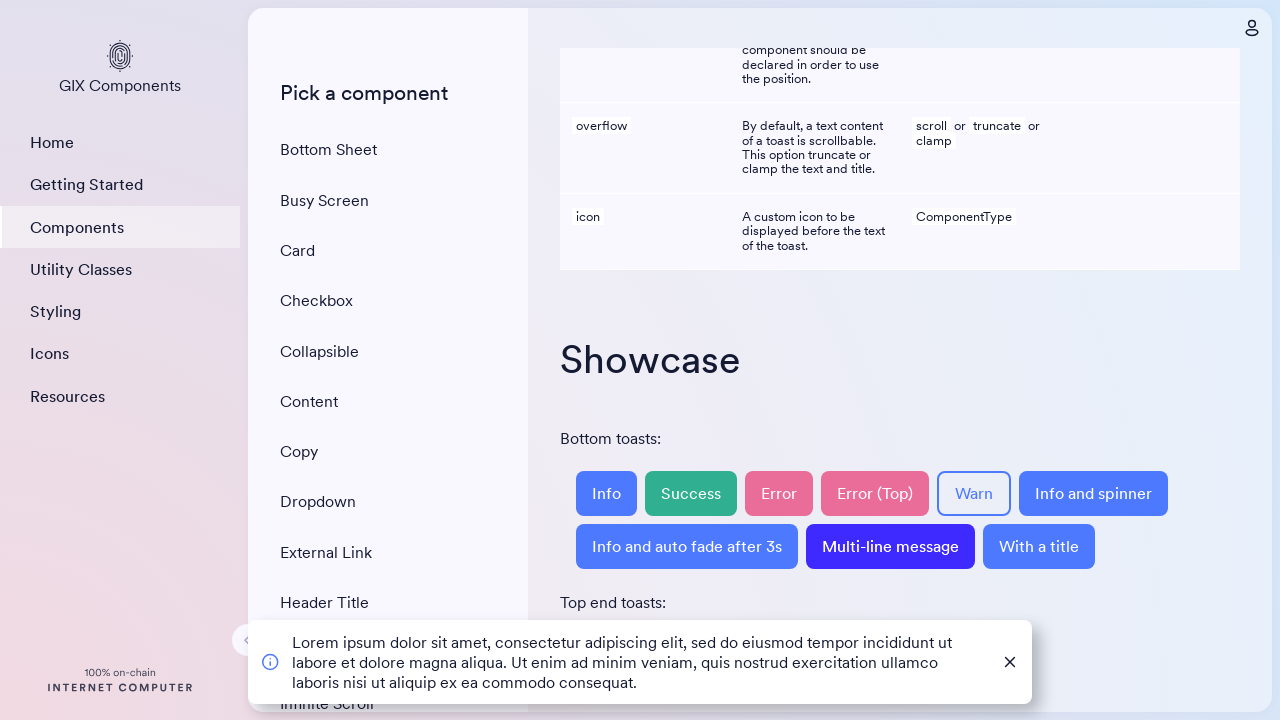 GIX Components
Home
Getting Started
Components
Utility Classes
Styling
Icons
Resources
100% on-chain
INTERNET COMPUTER
Pick a component
Bottom Sheet
Busy Screen
Card
Checkbox
Collapsible
Content
Copy
Dropdown
External Link
Header Title
Infinite Scroll
component should be
declared in order to use
the position.
overflow
By default, a text content
of a toast is scrollable.
This option truncate or
clamp the text and title.
scroll or truncate or
clamp
icon
A custom icon to be
displayed before the text
of the toast.
ComponentType
Showcase
Bottom toasts:
Info
Success
Error
Error (Top)
Warn
Info and spinner
Info and auto fade after 3s
Multi-line message
With a title
Top end toasts:
Lorem ipsum dolor sit amet, consectetur adipiscing elit, sed do eiusmod tempor incididunt ut
labore et dolore magna aliqua. Ut enim ad minim veniam, quis nostrud exercitation ullamco
laboris nisi ut aliquip ex ea commodo consequat.